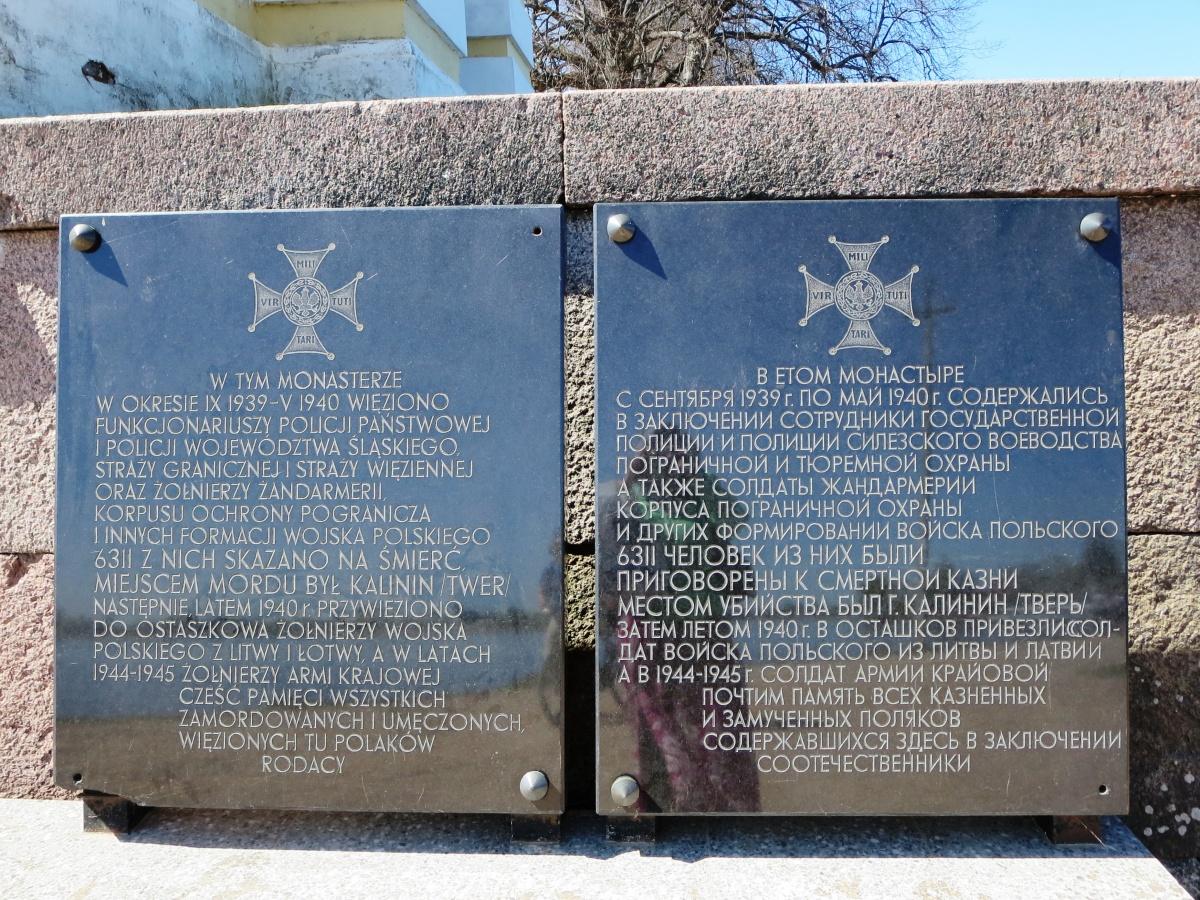 MILI
VIR TUTI
TARI
W TYM MONASTERZE
W OKRESIE IX 1939-V 1940 WIĘZIONO
FUNKCJONARIUSZY POLICJI PAŃSTWOWEJ
I POLICJI WOJEWÓDZTWA ŚLĄSKIEGO,
STRAŻY GRANICZNEJ I STRAŻY WIĘZIENNEJ
ORAZ ŻOŁNIERZY ŻANDARMERII,
KORPUSU OCHRONY POGRANICZA
I INNYCH FORMACJI WOJSKA POLSKIEGO
6311 Z NICH SKAZANO NA ŚMIERĆ,
MIEJSCEM MORDU BYŁ KALININ /TWER/
NASTĘPNIE, LATEM 1940 r. PRZYWIEZIONO
DO OSTASZKOWA ŻOŁNIERZY WOJSKA
POLSKIEGO Z LITWY I ŁOTWY, A W LATACH
1944-1945 ŻOŁNIERZY ARMI KRAJOWEJ
CZEŚĆ PAMIĘCI WSZYSTKICH
ZAMORDOWANYCH I UMĘCZONYCH,
WIĘZIONYCH TU POLAKÓW
RODACY
MILI
VIR TUTI
TARI
В ЕТОМ МОНАСТЫРЕ
С СЕНТЯБРЯ 1939 г. ПО МАЙ 1940 г. СОДЕРЖАЛИСЬ
В ЗАКЛЮЧЕНИИ СОТРУДНИКИ ГОСУДАРСТВЕННОЙ
ПОЛИЦИИ И ПОЛИЦИИ СИЛЕЗСКОГО ВОЕВОДСТВА
ПОГРАНИЧНОЙ И ТЮРЕМНОЙ ОХРАНЫ
А ТАКЖЕ СОЛДАТЫ ЖАНДАРМЕРИИ
КОРПУСА ПОГРАНИЧНОЙ ОХРАНЫ
И ДРУГИХ ФОРМИРОВАНИИ ВОЙСКА ПОЛЬСКОГО
6311 ЧЕЛОВЕК ИЗ НИХ БЫЛИ
ПРИГОВОРЕНЫ К СМЕРТНОЙ КАЗНИ
МЕСТОМ УБИЙСТВА БЫЛ Г. КАЛИНИН /ТВЕРЬ/
ЗАТЕМ ЛЕТОМ 1940 г. В ОСТАШКОВ ПРИВЕЗЛИ СОЛ-
ДАТ ВОЙСКА ПОЛЬСКОГО ИЗ ЛИТВЫ И ЛАТВИИ
А В 1944-1945 г. СОЛДАТ АРМИИ КРАЙОВОЙ
ПОЧТИМ ПАМЯТЬ ВСЕХ КАЗНЕННЫХ
И ЗАМУЧЕННЫХ ПОЛЯКОВ
СОДЕРЖАВШИХСЯ ЗДЕСЬ В ЗАКЛЮЧЕНИИ
СООТЕЧЕСТВЕННИКИ